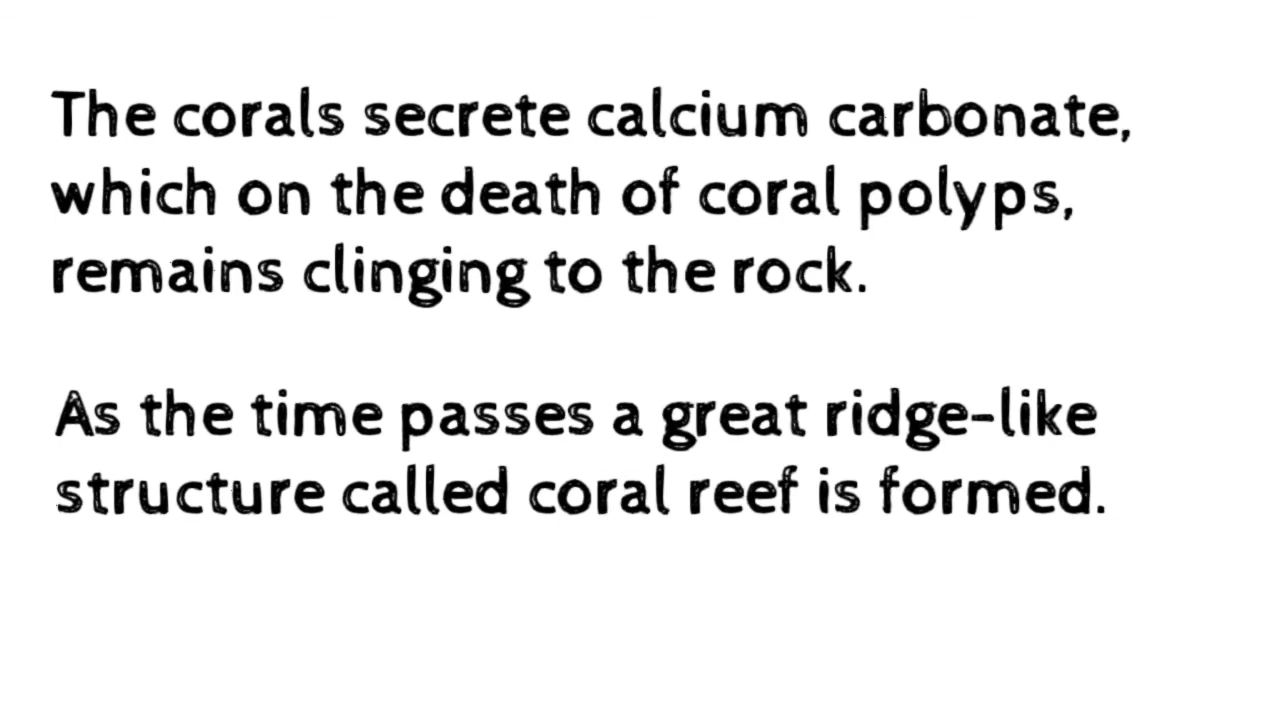 The corals secrete calcium carbonate,
which on the death of coral polyps,
remains clinging to the rock.
As the time passes a great ridge-like
structure called coral reef is formed.